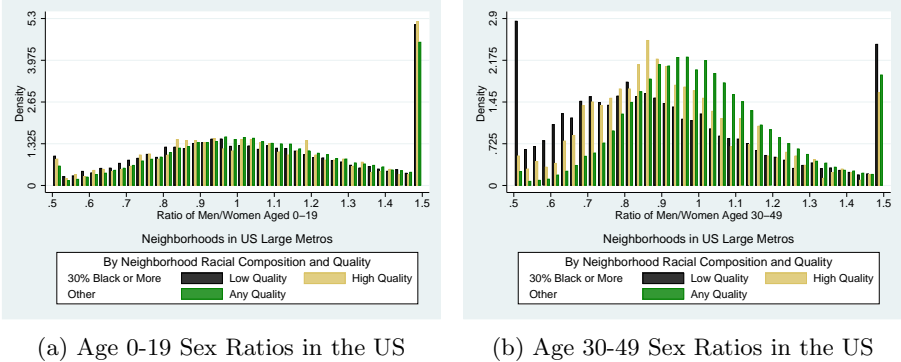 5.3
3.975
2.65
1.325
0
Density
.5 .6 .7 .8 .9 1 1.1 1.2 1.3 1.4 1.5
Ratio of Men/Women Aged 0–19
Neighborhoods in US Large Metros
By Neighborhood Racial Composition and Quality
30% Black or More Low Quality High Quality
Other Any Quality
(a) Age 0-19 Sex Ratios in the US
2.9
2.175
1.45
.725
0
Density
.5 .6 .7 .8 .9 1 1.1 1.2 1.3 1.4 1.5
Ratio of Men/Women Aged 30–49
Neighborhoods in US Large Metros
By Neighborhood Racial Composition and Quality
30% Black or More Low Quality High Quality
Other Any Quality
(b) Age 30-49 Sex Ratios in the US